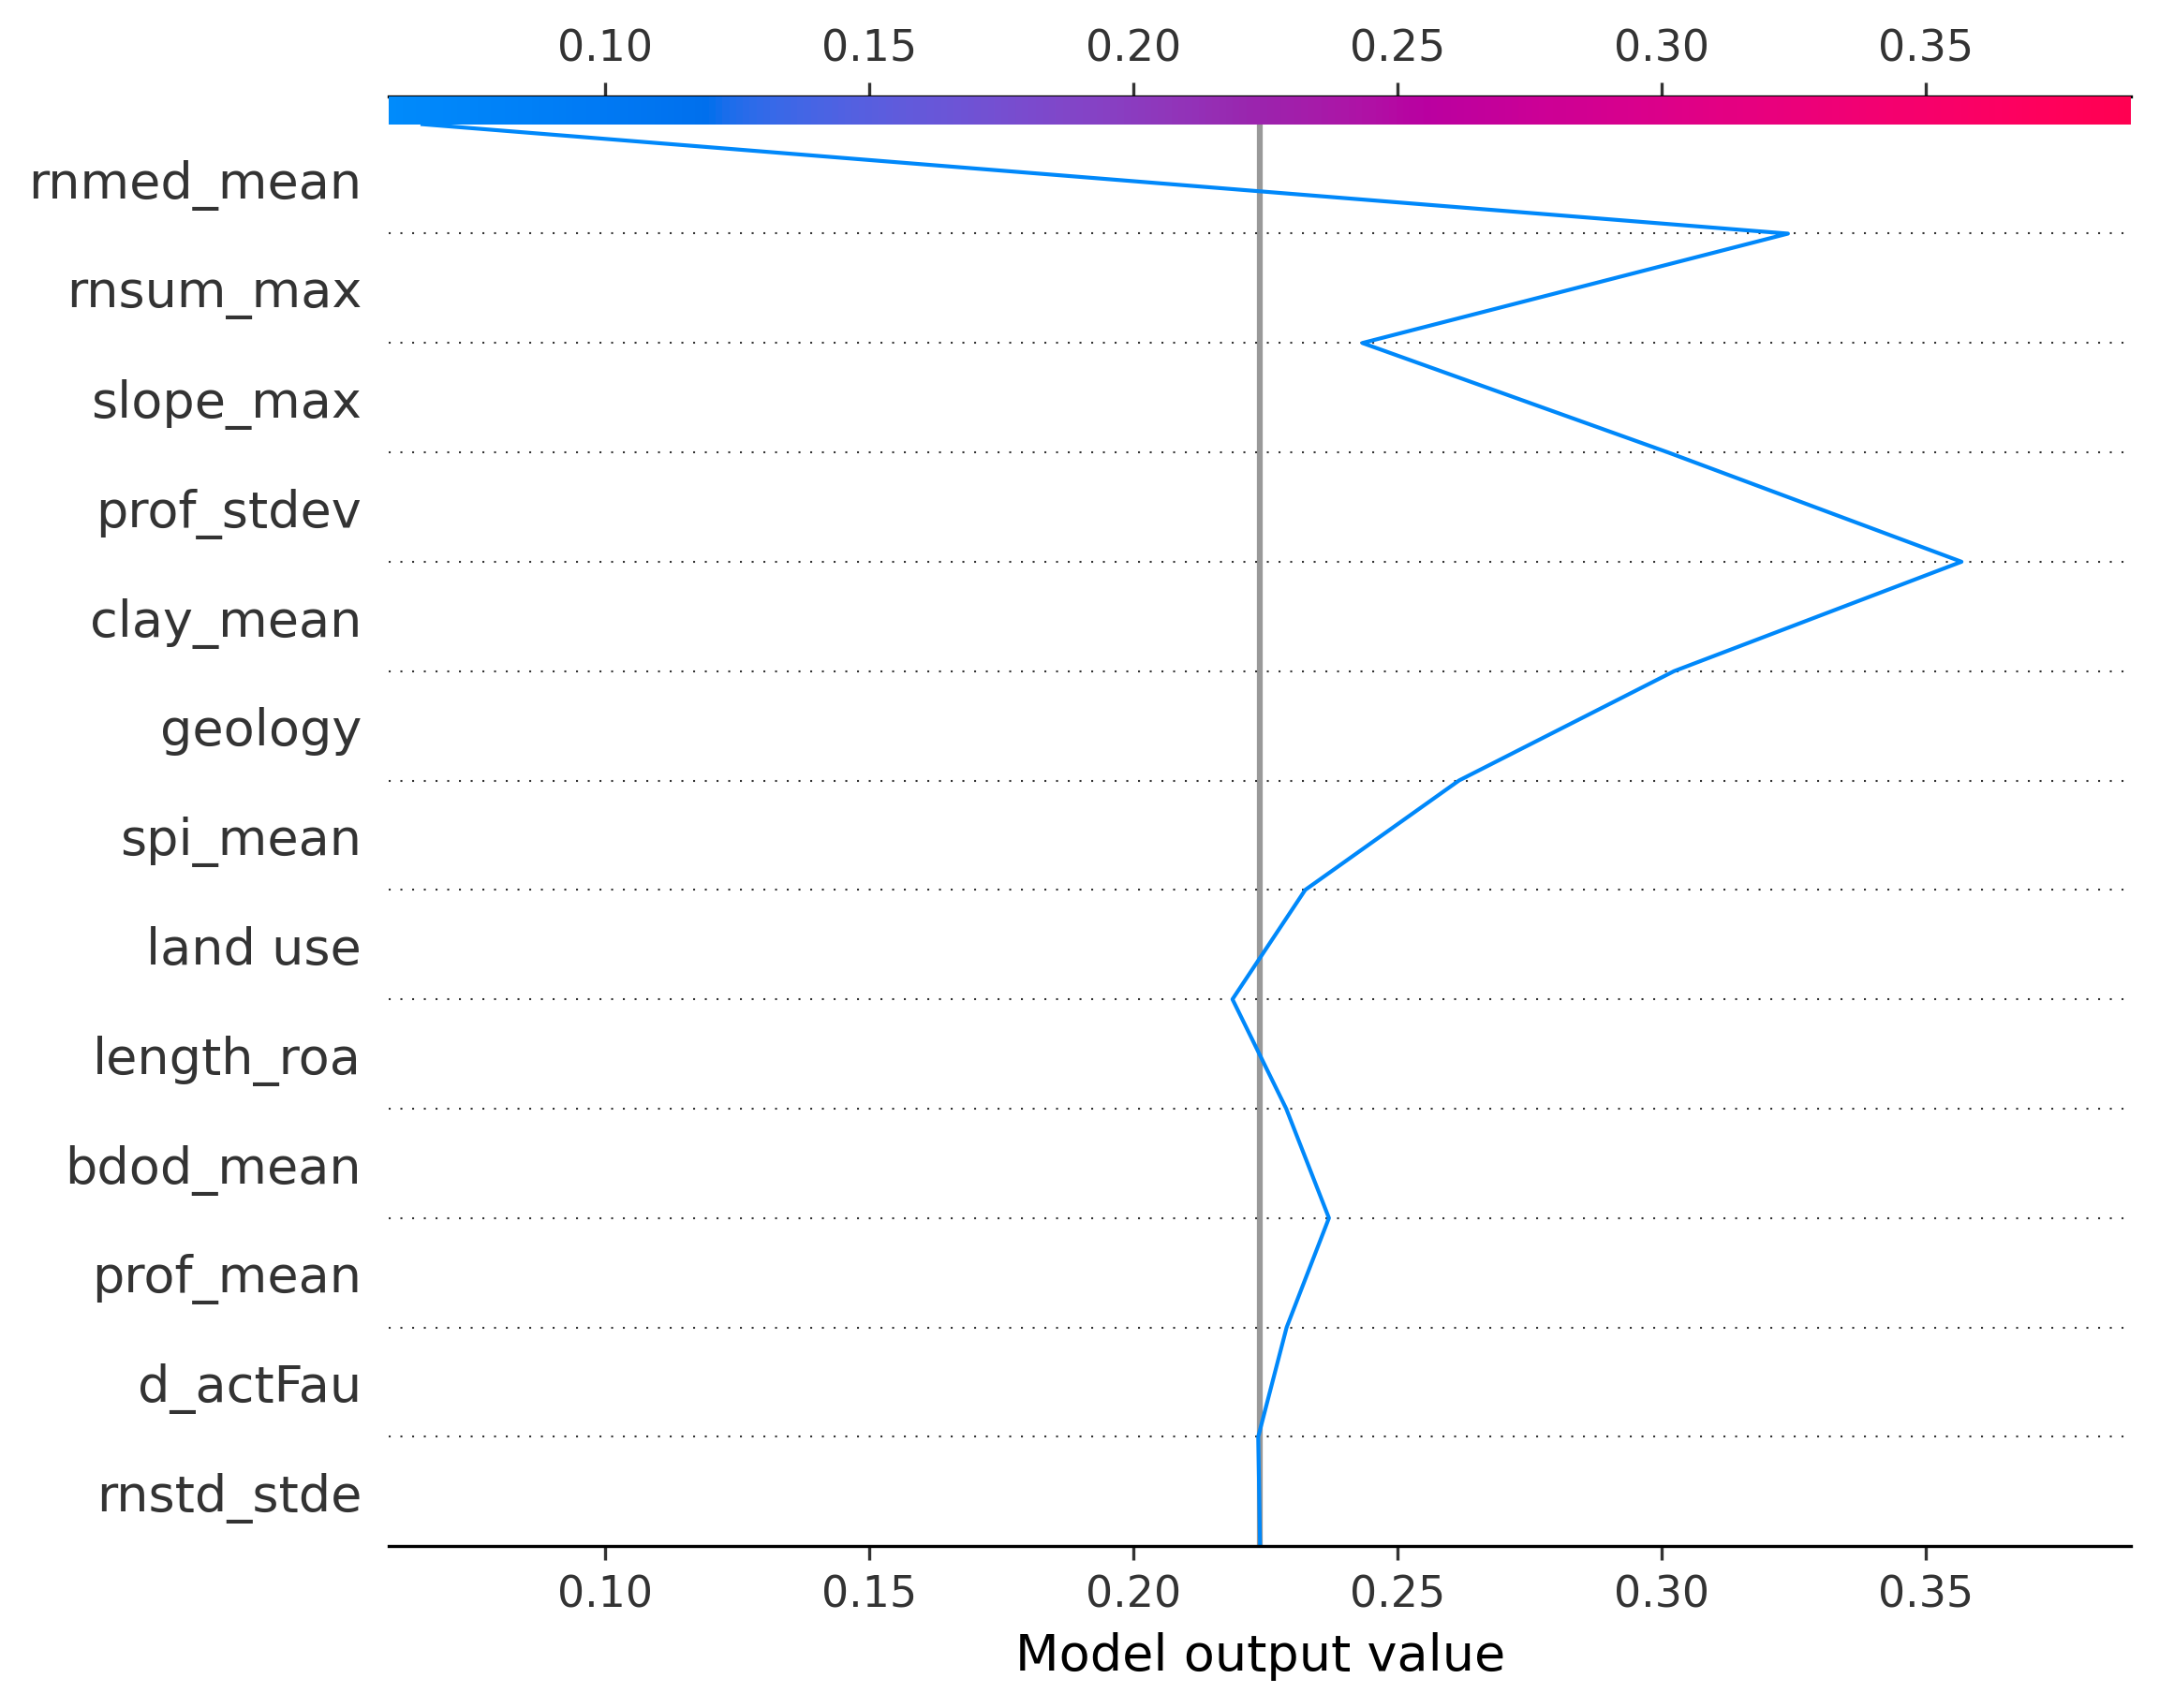 0.10 0.15 0.20 0.25 0.30 0.35
rnmed_mean
rnsum_max
slope_max
prof_stdev
clay_mean
geology
spi_mean
land use
length_roa
bdod_mean
prof_mean
d_actFau
rnstd_stde
0.10 0.15 0.20 0.25 0.30 0.35
Model output value